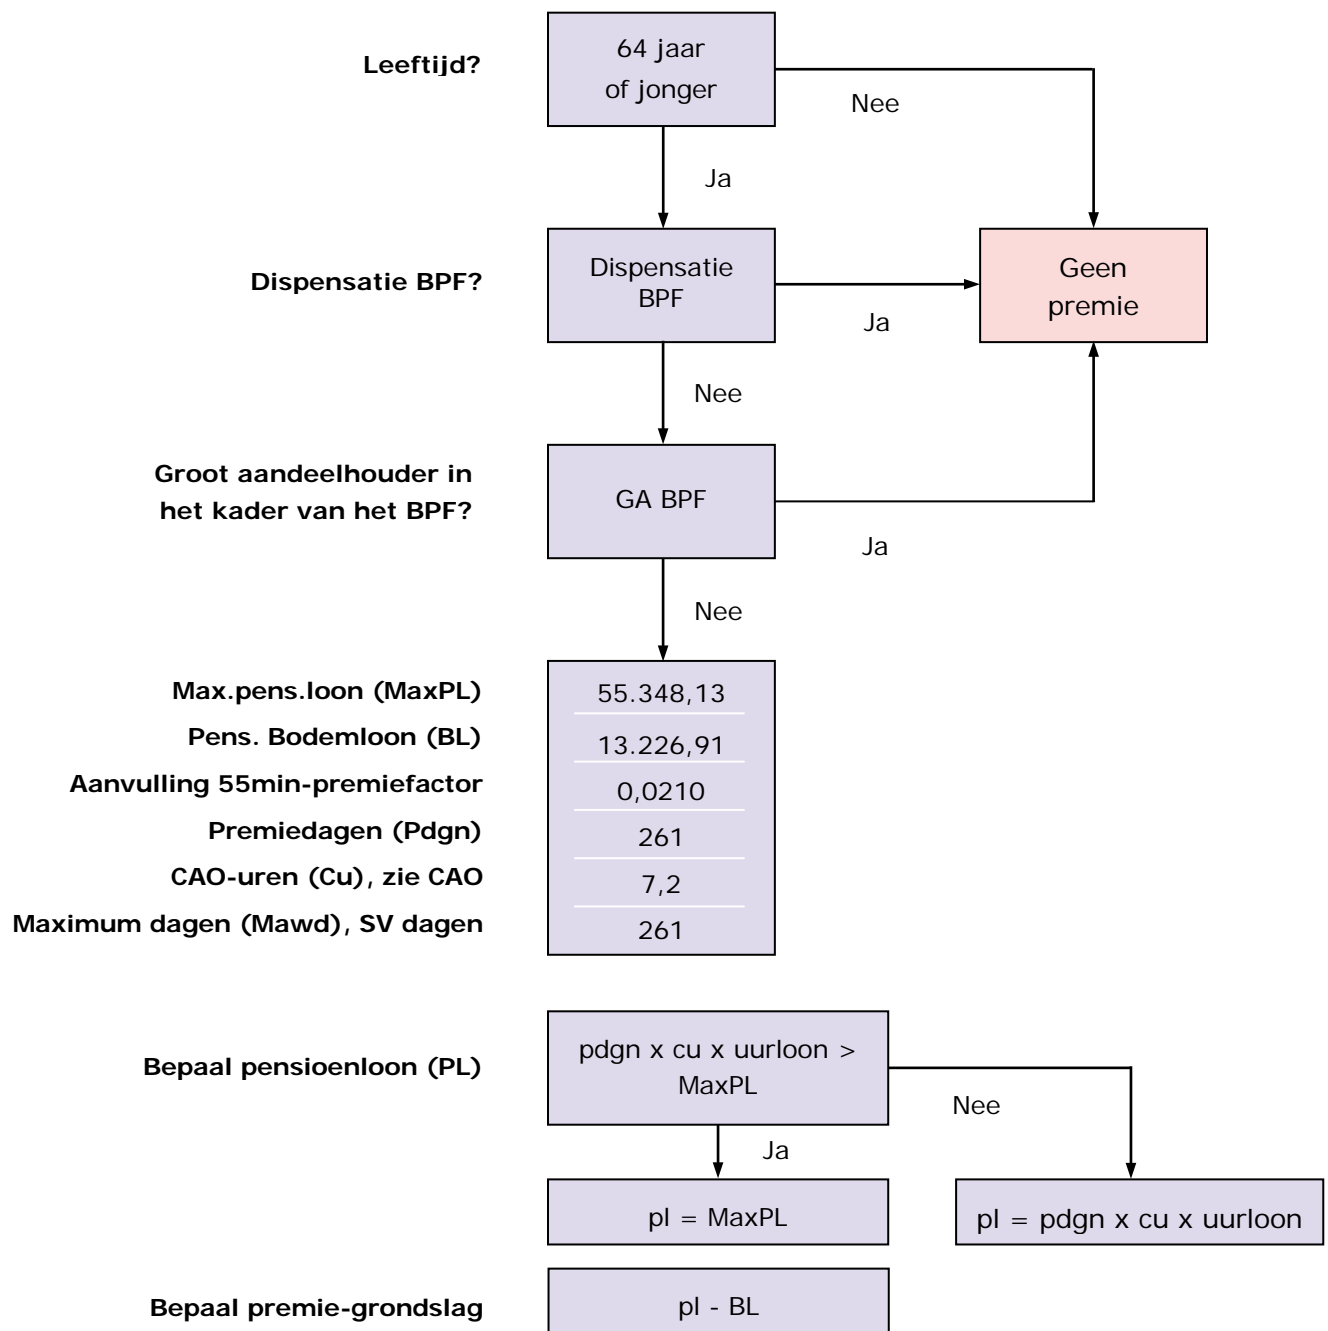 Leeftijd?
64 jaar
of jonger
Nee
Ja
Dispensatie BPF?
Dispensatie
BPF
Ja
Geen
premie
Nee
Groot aandeelhouder in
het kader van het BPF?
GA BPF
Ja
Nee
Max.pens.loon (MaxPL)
55.348,13
Pens. Bodemloon (BL)
13.226,91
Aanvulling 55min-premiefactor
0,0210
Premiedagen (Pdgn)
261
CAO-uren (Cu), zie CAO
7,2
Maximum dagen (Mawd), SV dagen
261
Bepaal pensioenloon (PL)
pdgn x cu x uurloon >
MaxPL
Nee
Ja
pl = MaxPL
pl = pdgn x cu x uurloon
Bepaal premie-grondslag
pl - BL